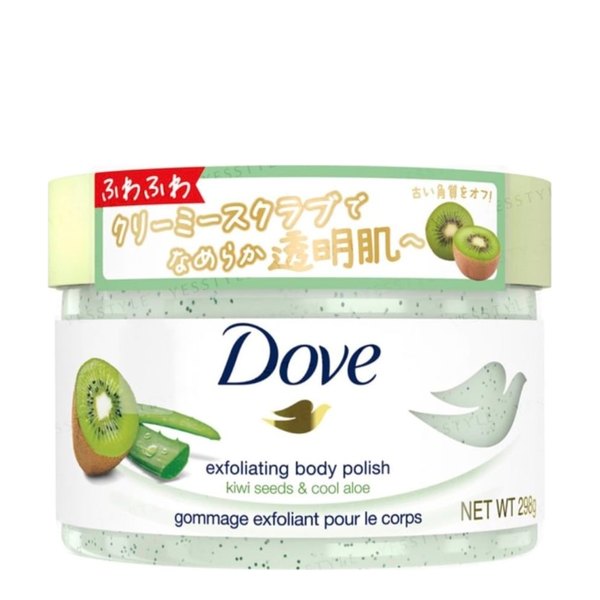 ふわふわ
クリーミースクラブで
なめらか透明肌〜
古い角質をオフ!
Dove
exfoliating body polish
kiwi seeds & cool aloe
gommage exfoliant pour le corps
NET WT 298g
YESSTYLE